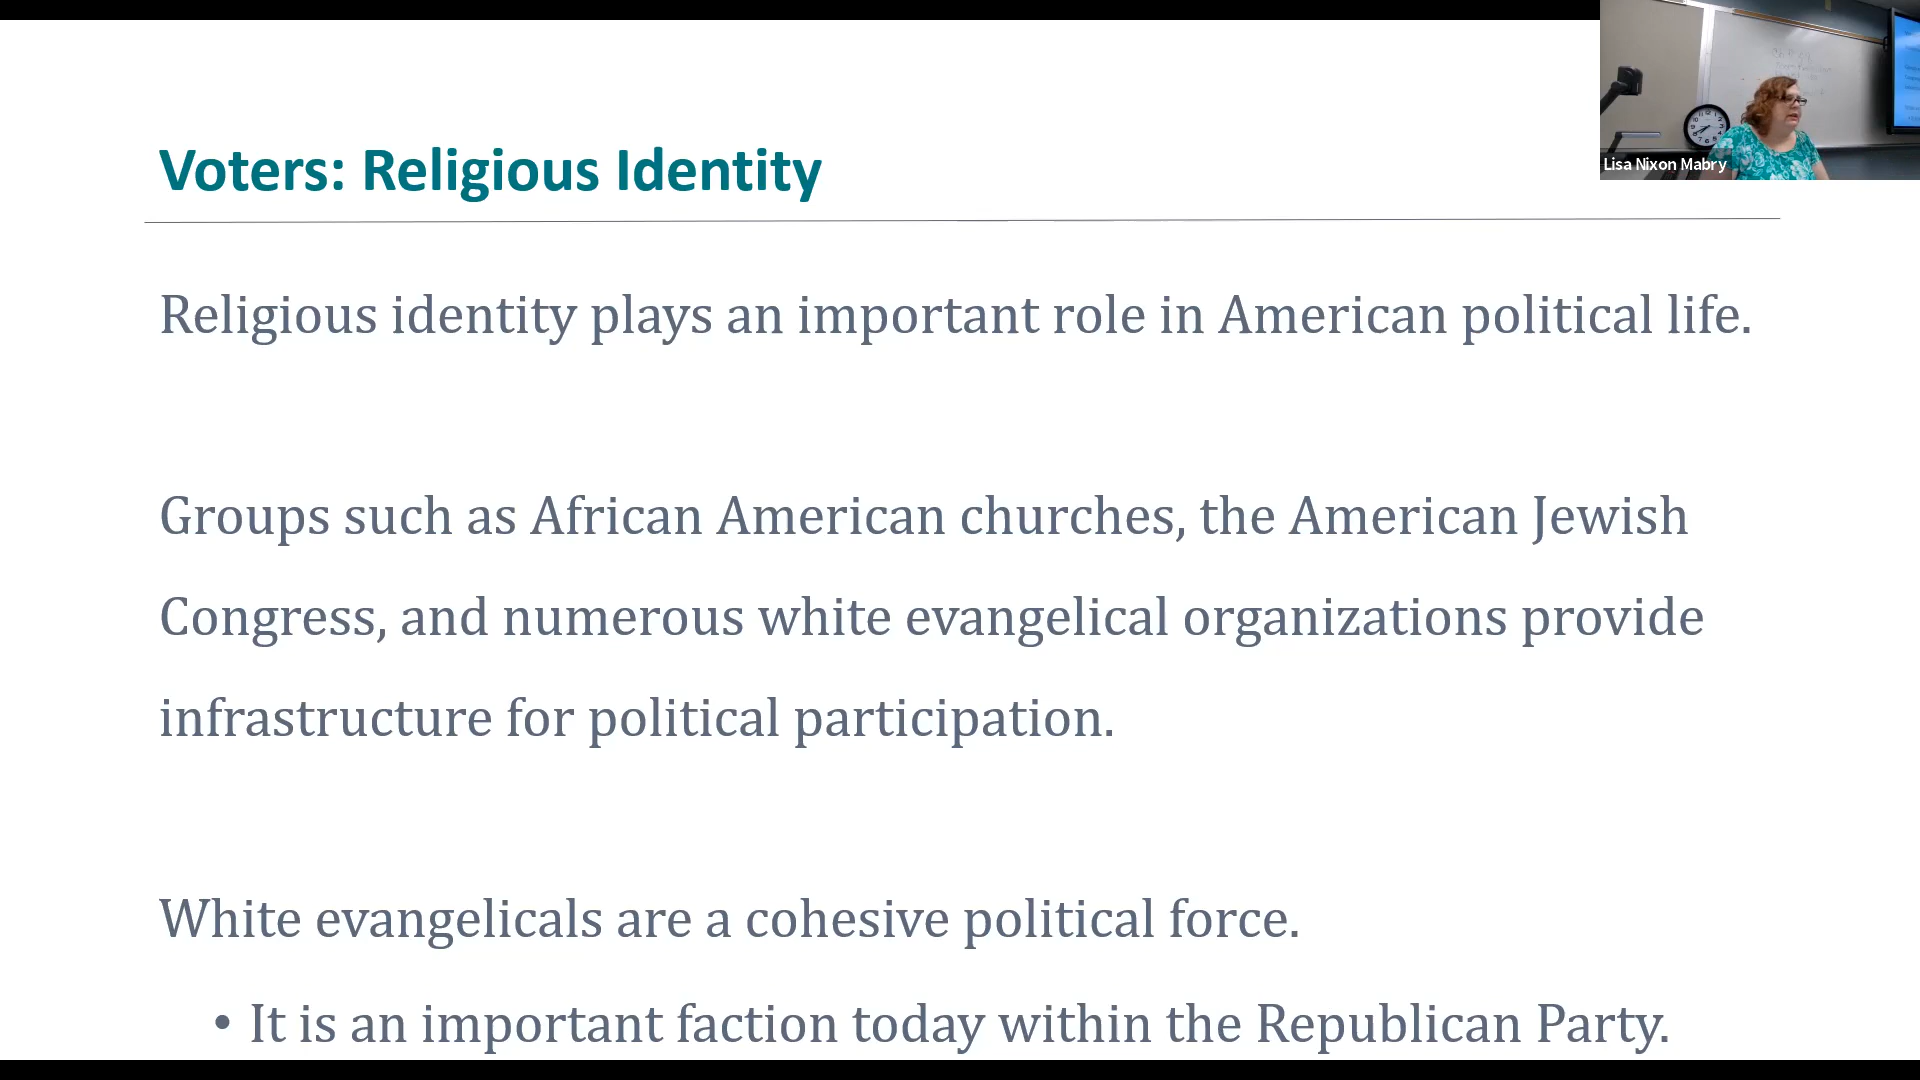 Voters: Religious Identity
Lisa Nixon Mabry
Religious identity plays an important role in American political life.
Groups such as African American churches, the American Jewish
Congress, and numerous white evangelical organizations provide
infrastructure for political participation.
White evangelicals are a cohesive political force.
• It is an important faction today within the Republican Party.